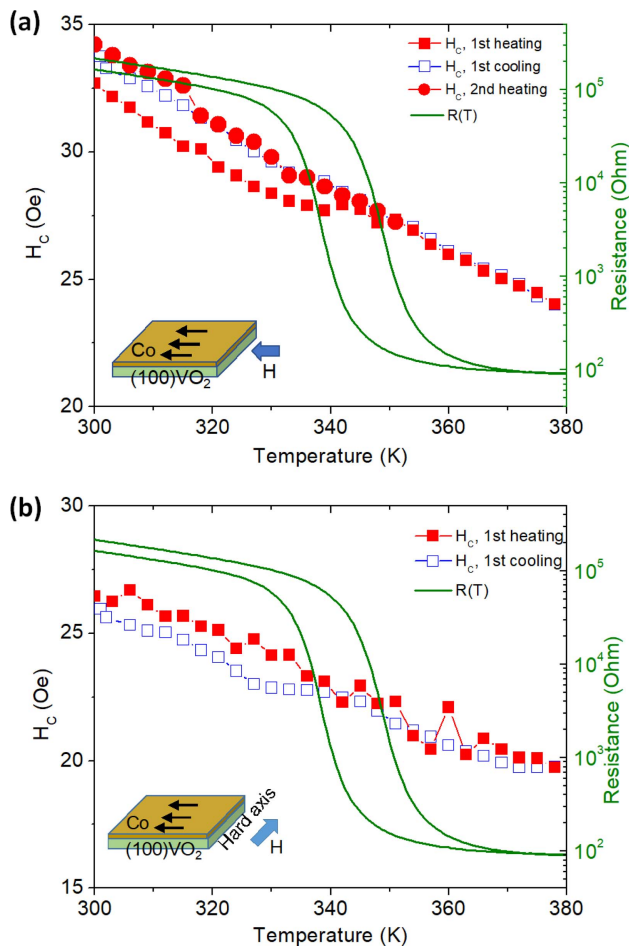 (a)
35
30
25
20
H_C (Oe)
H_C, 1st heating
H_C, 1st cooling
H_C, 2nd heating
R(T)
10^5
10^4
10^3
10^2
Resistance (Ohm)
Co
(100)VO_2
H
300 320 340 360 380
Temperature (K)
(b)
30
25
20
15
H_C (Oe)
H_C, 1st heating
H_C, 1st cooling
R(T)
10^5
10^4
10^3
10^2
Resistance (Ohm)
Co
(100)VO_2
Hard axis
H
300 320 340 360 380
Temperature (K)